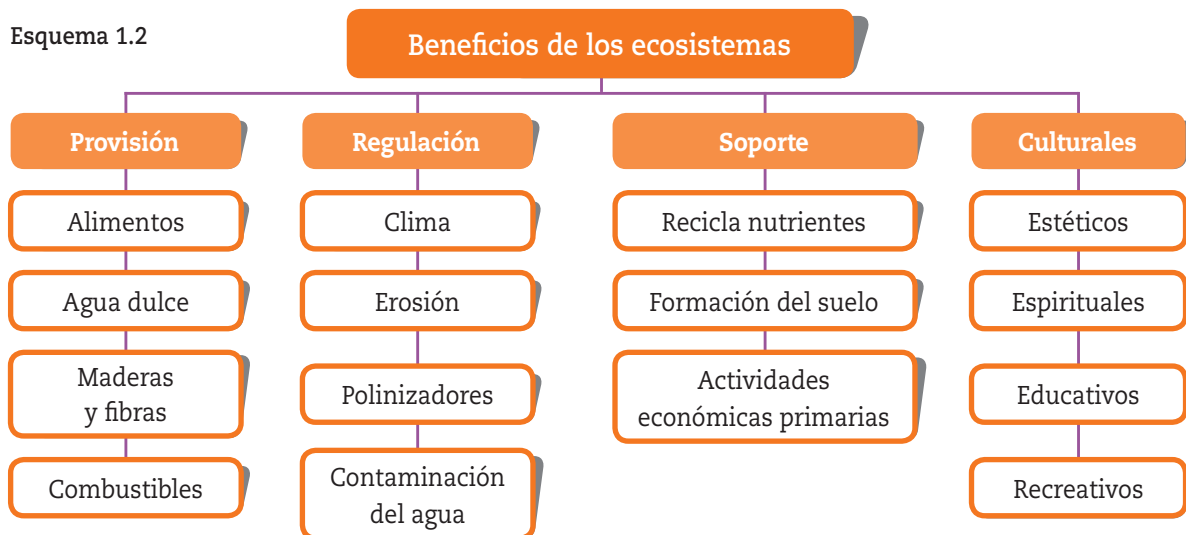 Esquema 1.2
Beneficios de los ecosistemas
Provisión
Alimentos
Agua dulce
Maderas
y fibras
Combustibles
Regulación
Clima
Erosión
Polinizadores
Contaminación
del agua
Soporte
Recicla nutrientes
Formación del suelo
Actividades
económicas primarias
Culturales
Estéticos
Espirituales
Educativos
Recreativos